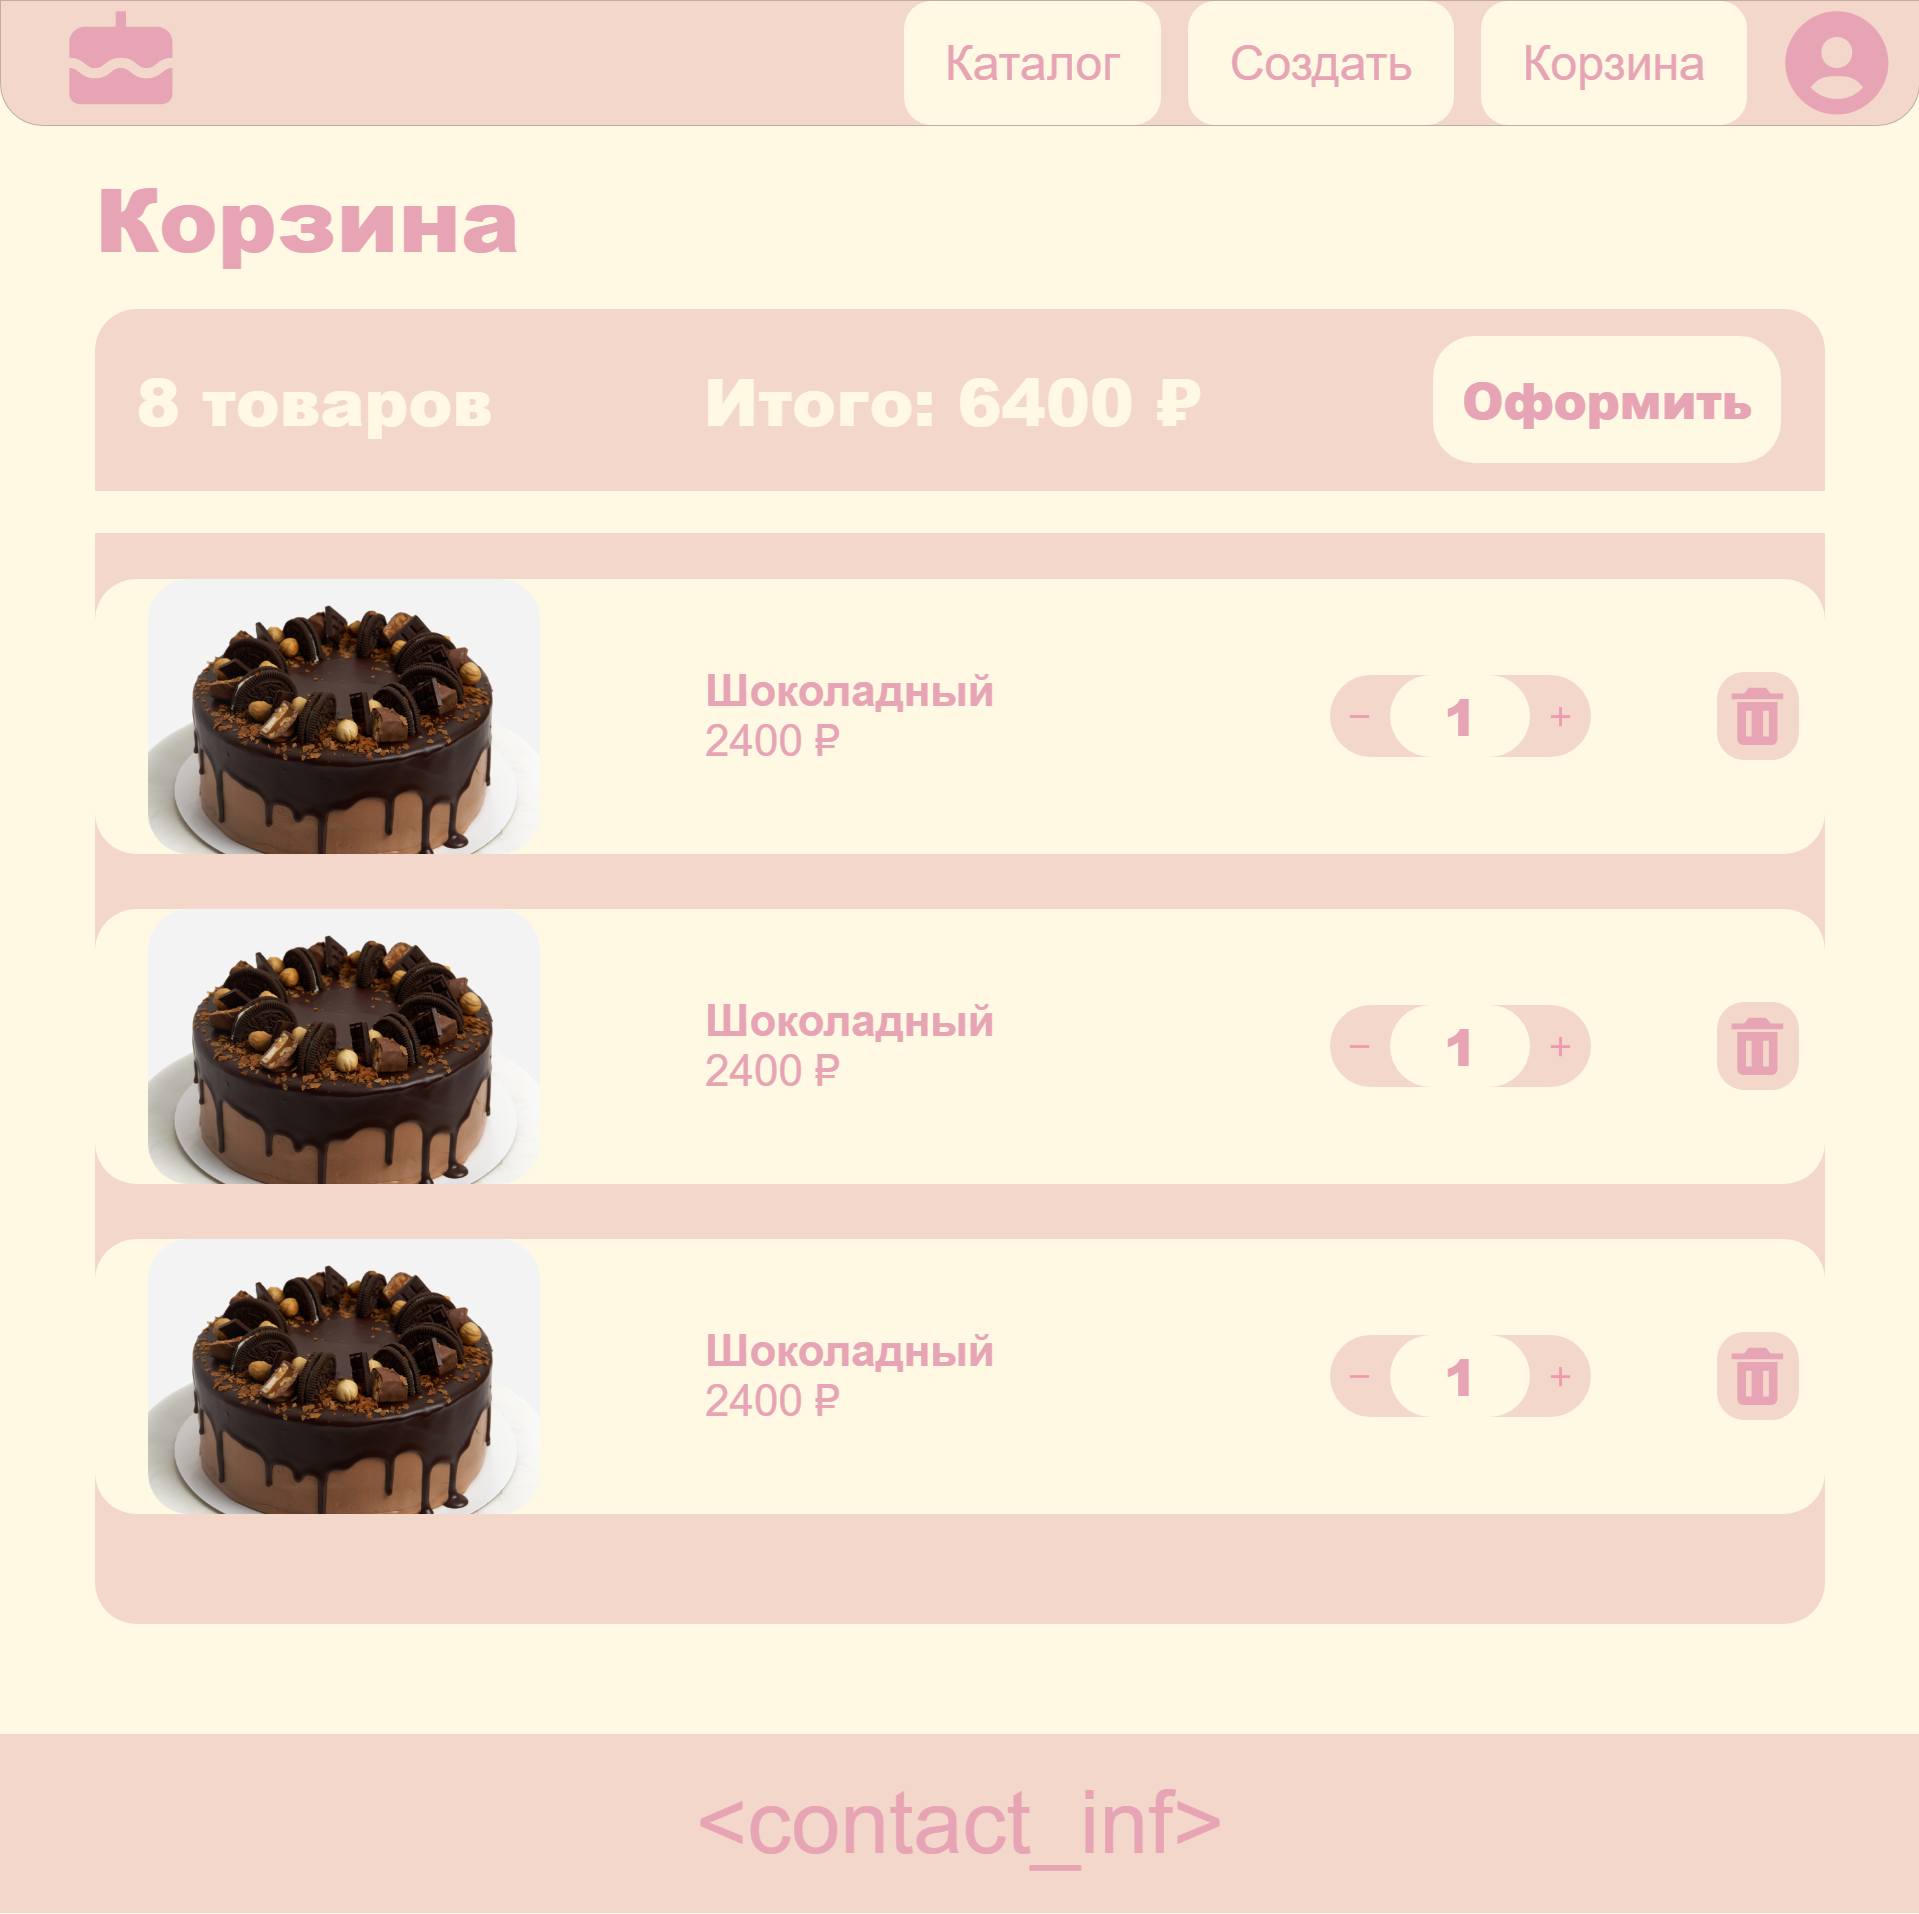 Каталог
Создать
Корзина
Корзина
8 товаров
Итого: 6400 ₽
Оформить
Шоколадный
2400 ₽
−
1
+
Шоколадный
2400 ₽
−
1
+
Шоколадный
2400 ₽
−
1
+
<contact_inf>